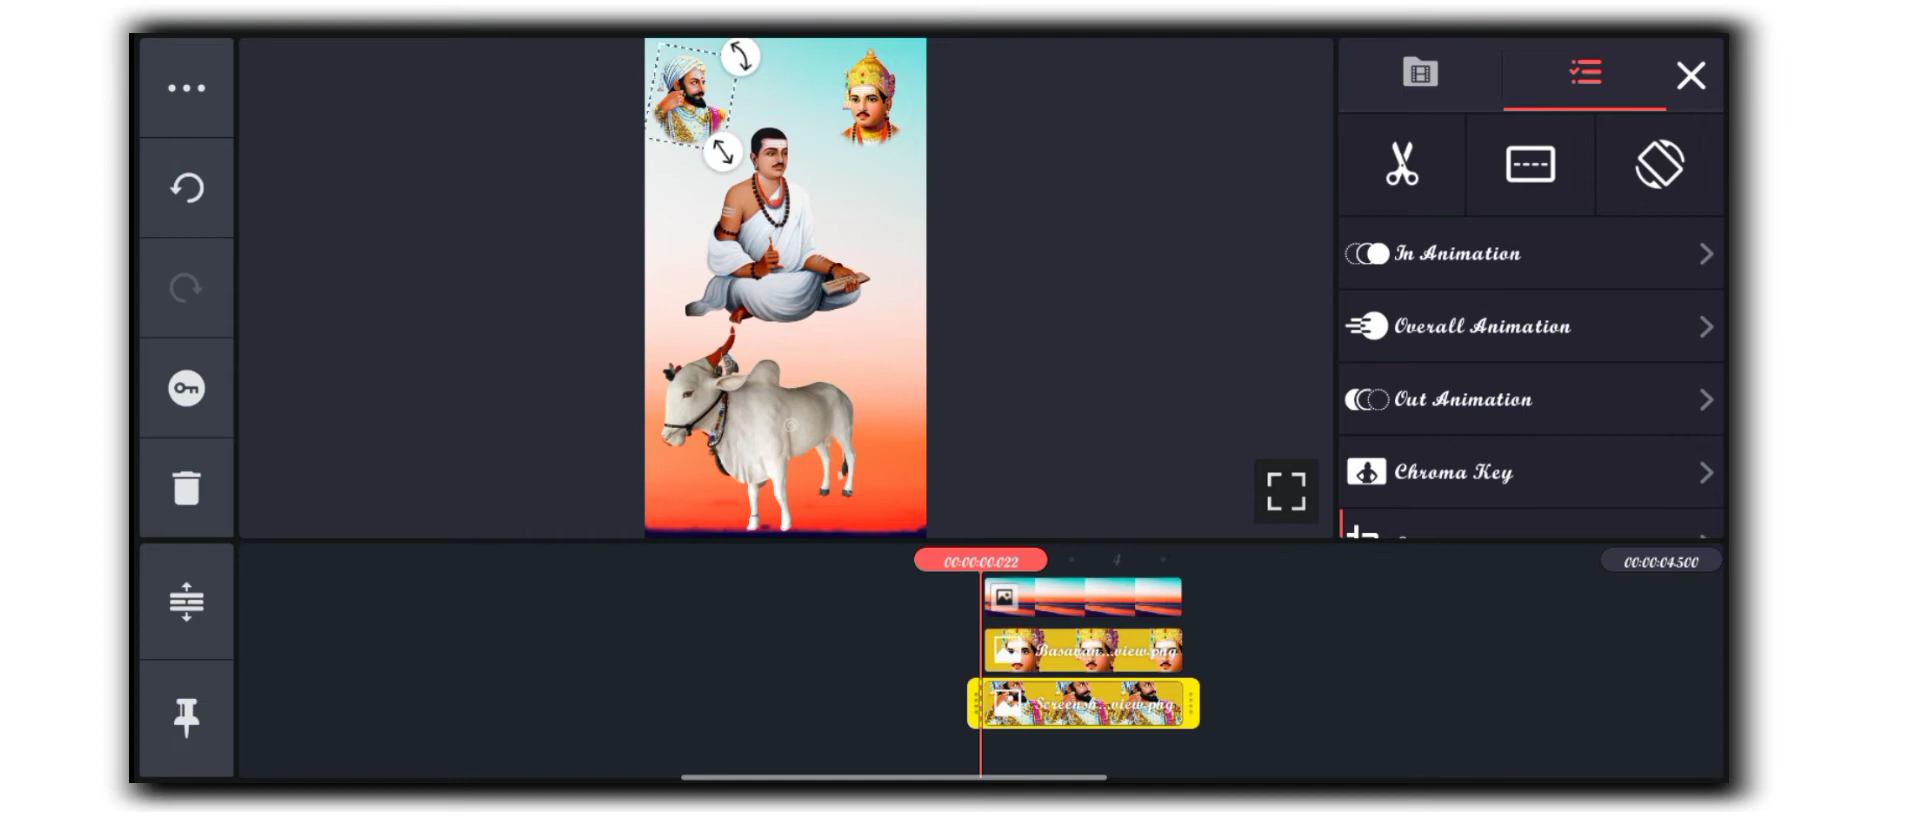 In Animation
Overall Animation
Out Animation
Chroma Key
00:00:00.022
4
00:00:04.500
Basavan...view.png
Screensh...view.png